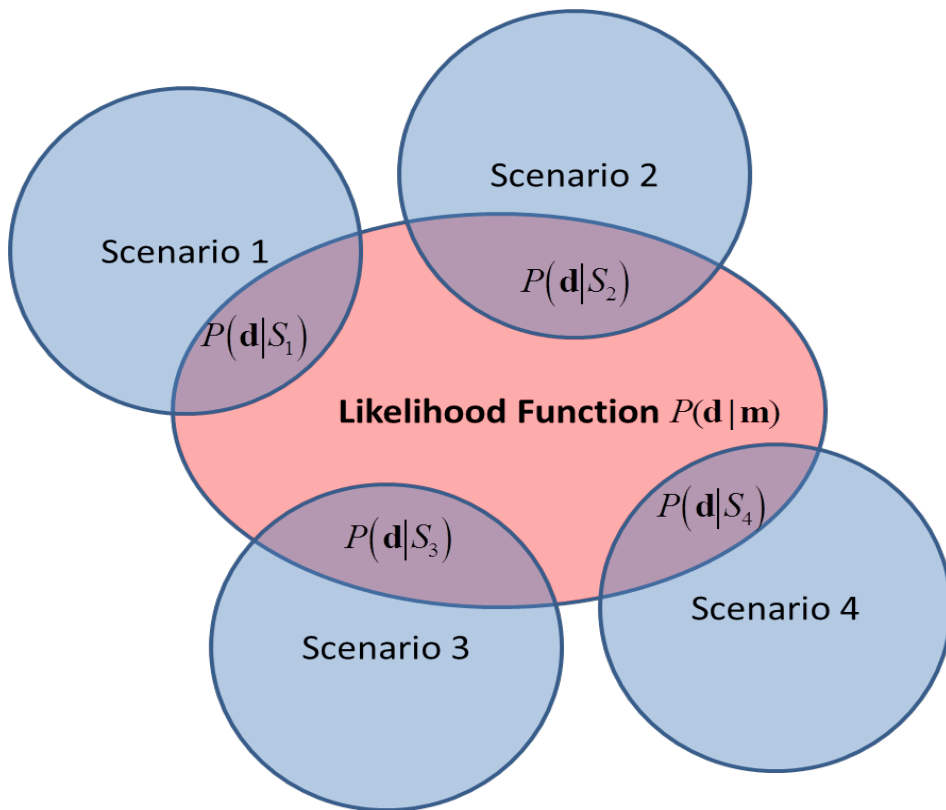 Scenario 2
Scenario 1
P(d|S₂)
P(d|S₁)
Likelihood Function P(d | m)
P(d|S₄)
P(d|S₃)
Scenario 4
Scenario 3